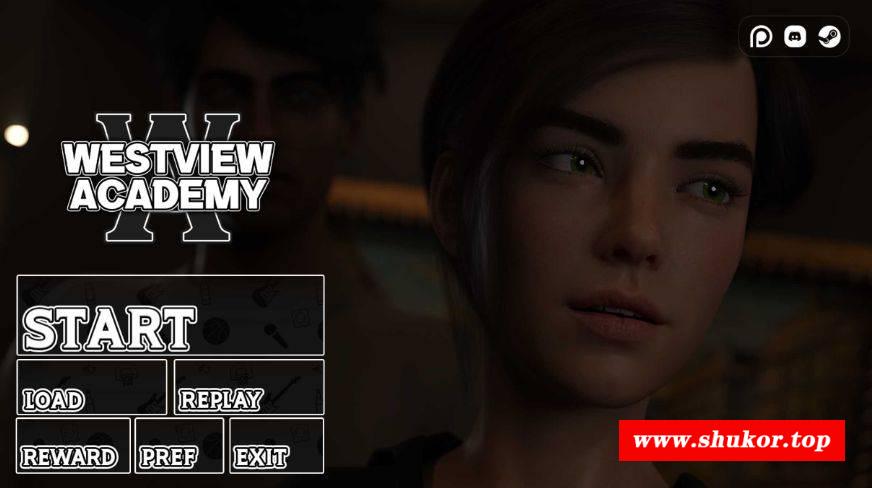 WESTVIEW
ACADEMY
START
LOAD
REPLAY
REWARD
PREF
EXIT
www.shukor.top